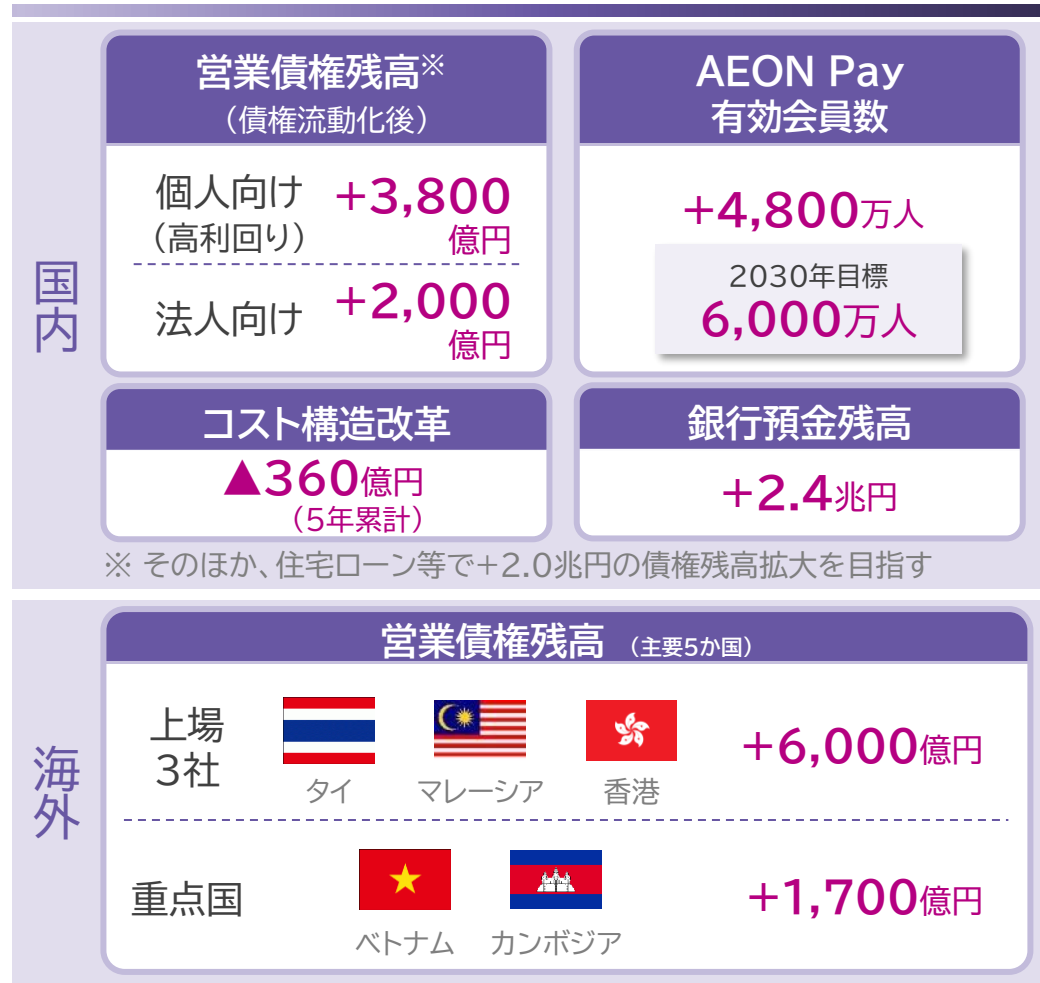 国内
営業債権残高※
(債権流動化後)
個人向け +3,800
(高利回り) 億円
法人向け +2,000
億円
AEON Pay
有効会員数
+4,800万人
2030年目標
6,000万人
コスト構造改革
▲360億円
(5年累計)
銀行預金残高
+2.4兆円
※ そのほか、住宅ローン等で+2.0兆円の債権残高拡大を目指す
海外
営業債権残高 (主要5か国)
上場
3社
タイ マレーシア 香港
+6,000億円
重点国
ベトナム カンボジア
+1,700億円